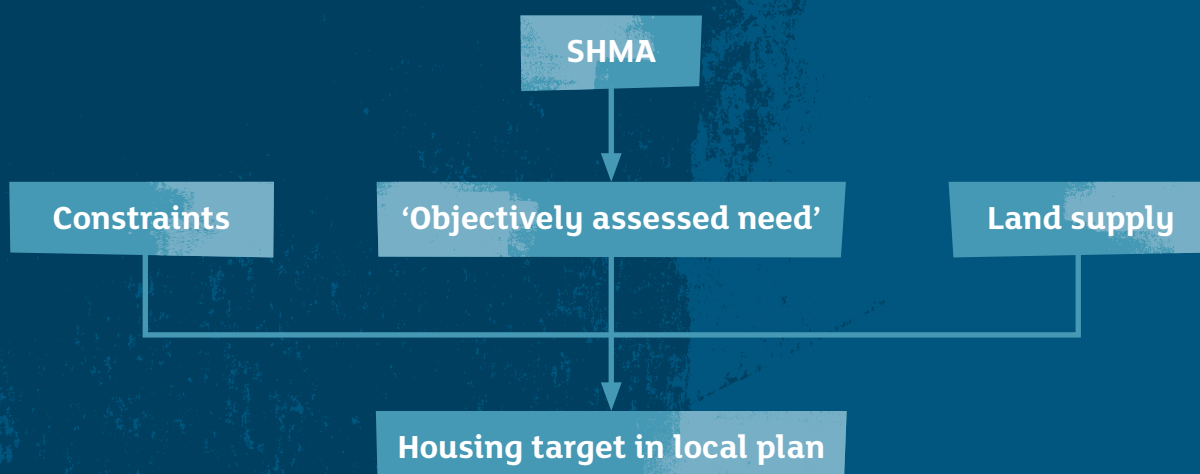 SHMA
Constraints
‘Objectively assessed need’
Land supply
Housing target in local plan